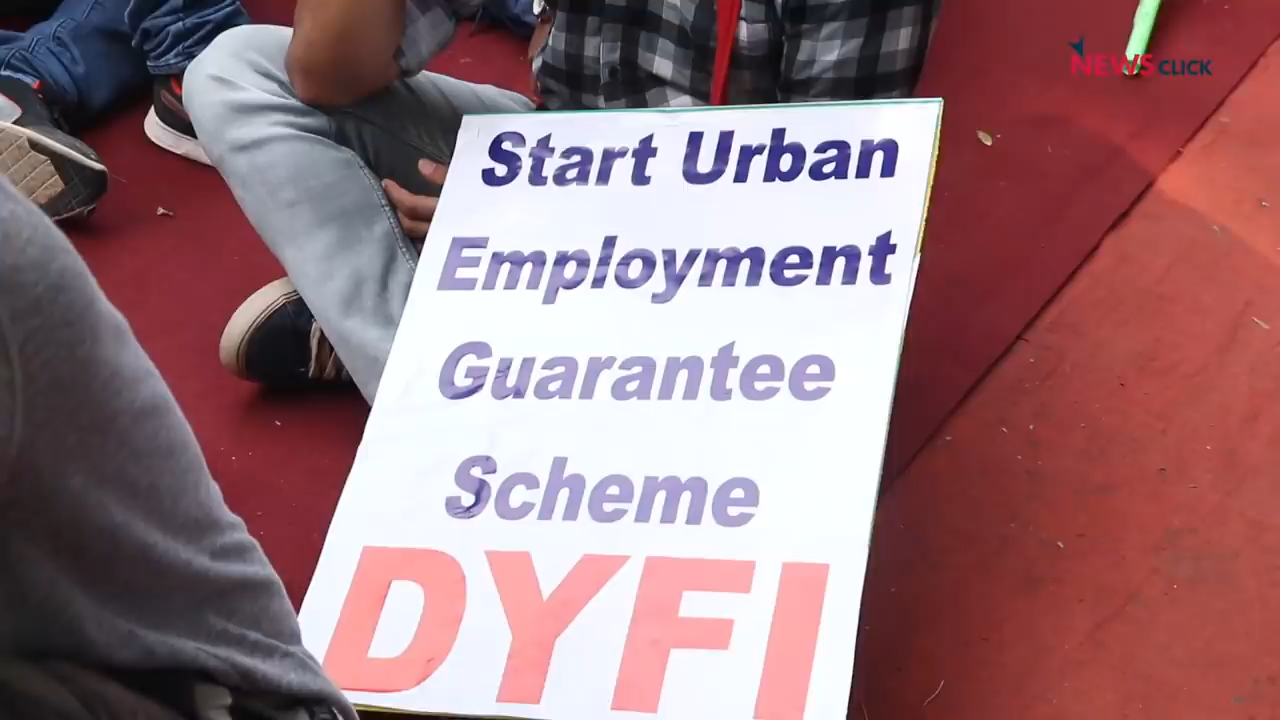 NEWSCLICK
Start Urban
Employment
Guarantee
Scheme
DYFI